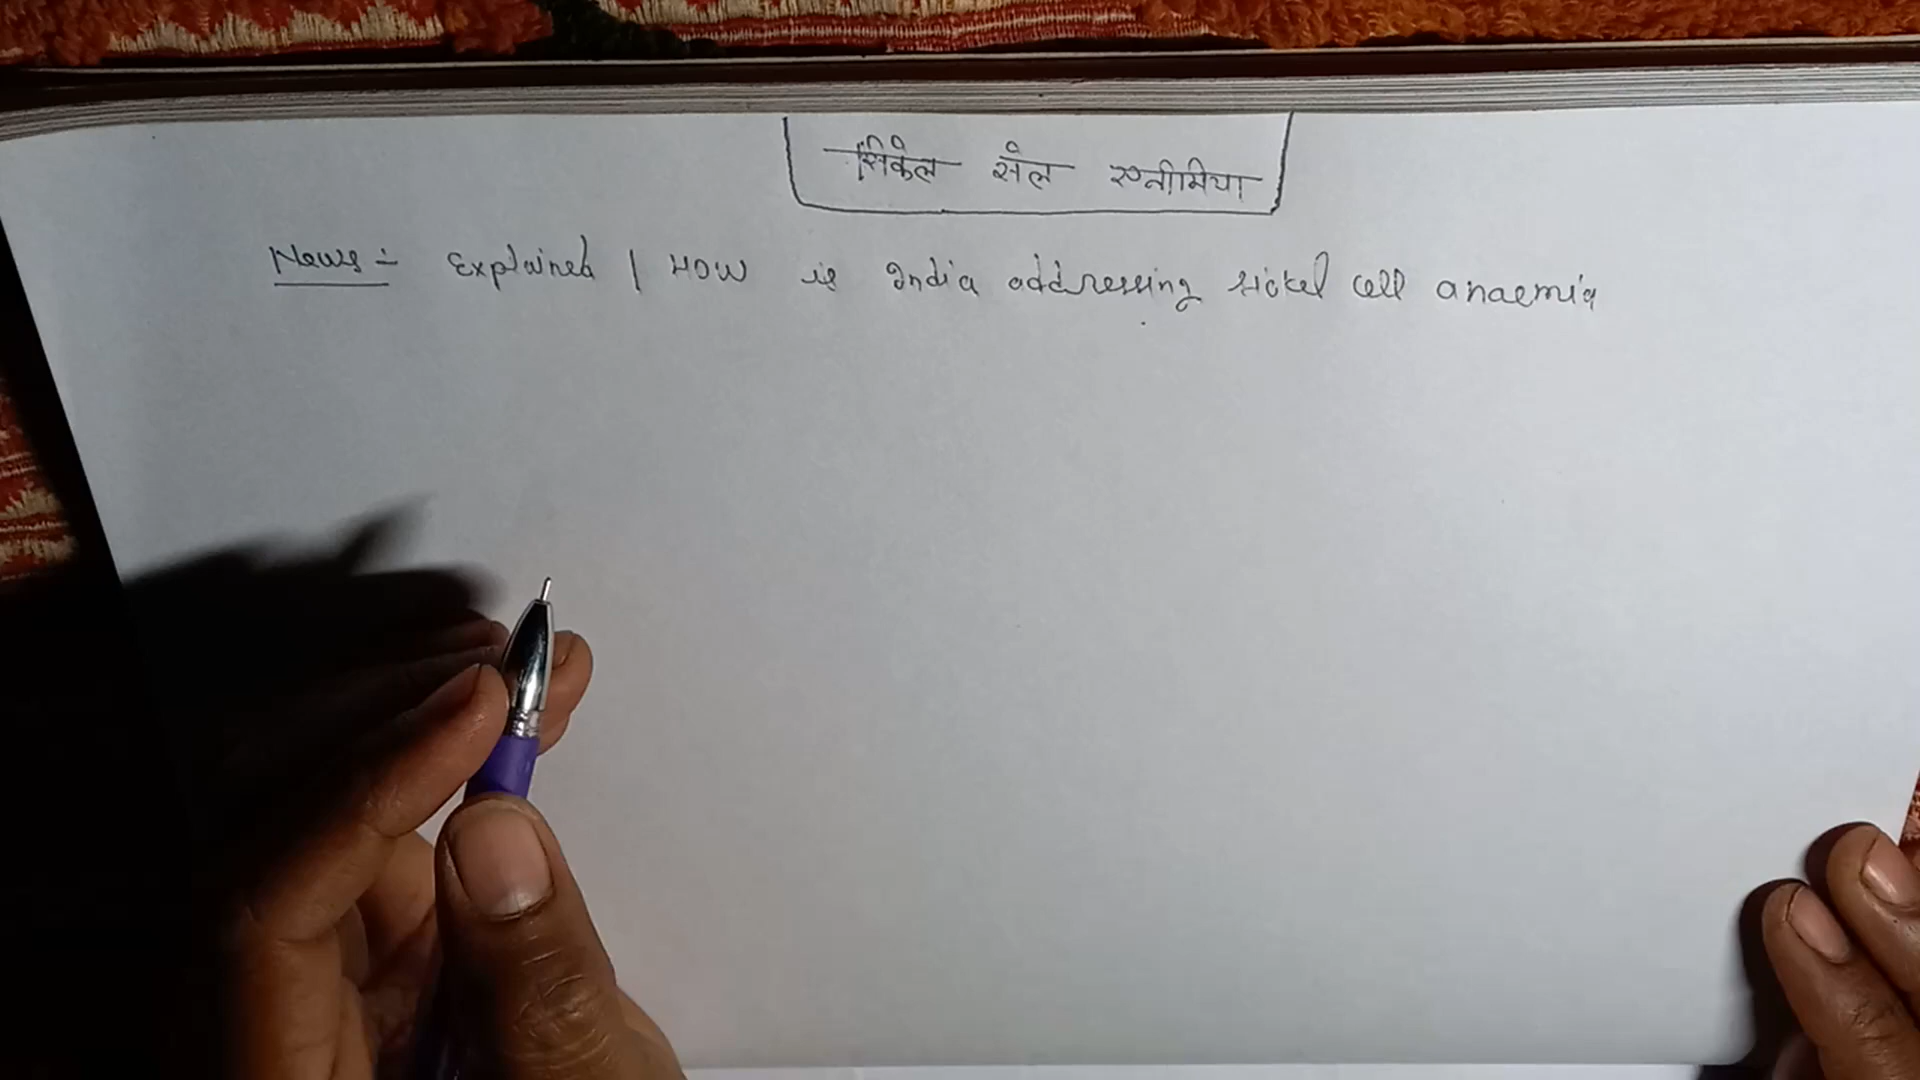 सिकेल सेल एनीमिया
News:- Explained | HOW is India addressing sickel cell anaemia